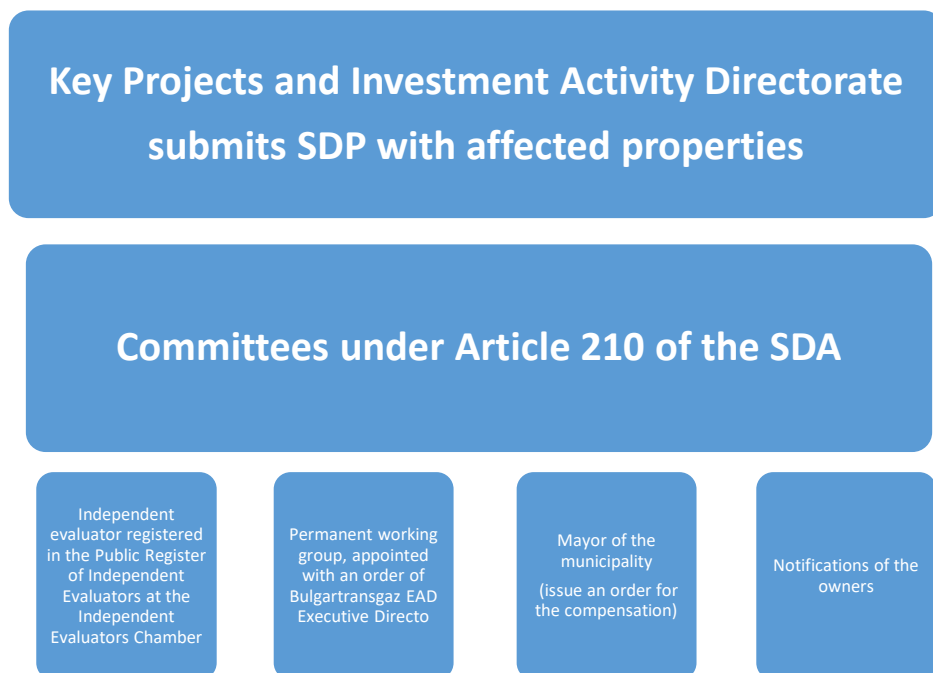 Key Projects and Investment Activity Directorate
submits SDP with affected properties
Committees under Article 210 of the SDA
Independent
evaluator registered
in the Public Register
of Independent
Evaluators at the
Independent
Evaluators Chamber
Permanent working
group, appointed
with an order of
Bulgartransgaz EAD
Executive Directo
Mayor of the
municipality
(issue an order for
the compensation)
Notifications of the
owners